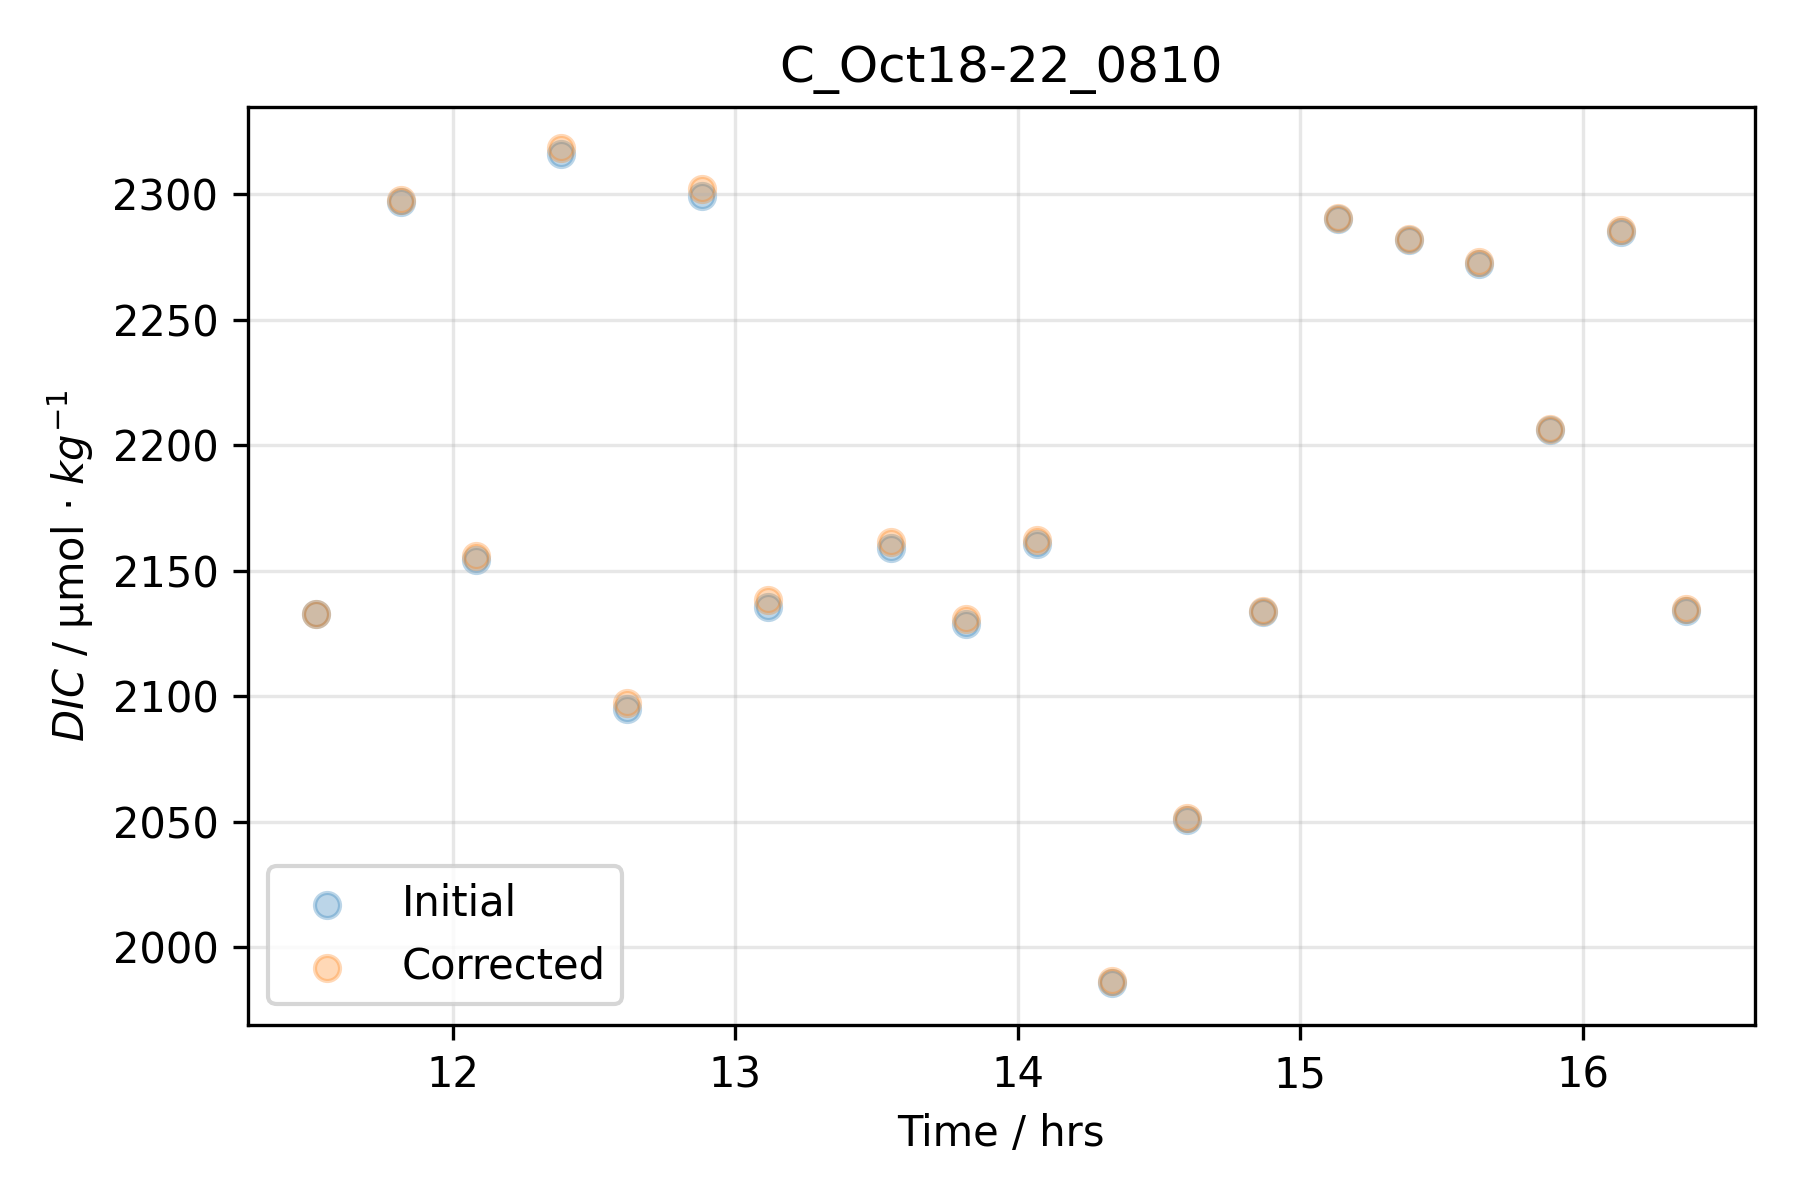 C_Oct18-22_0810
DIC / µmol · kg⁻¹
2300
2250
2200
2150
2100
2050
2000
Initial
Corrected
12 13 14 15 16
Time / hrs